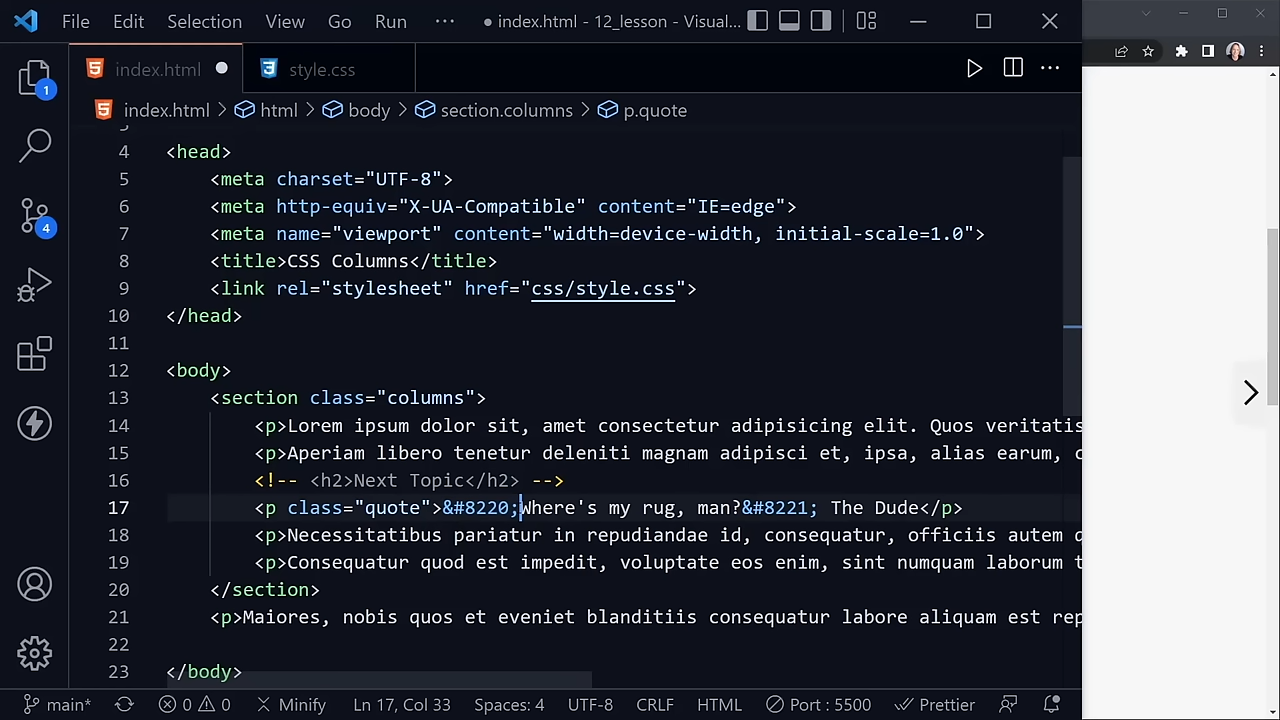 File Edit Selection View Go Run ··· ● index.html - 12_lesson - Visual...
index.html ● style.css
index.html > html > body > section.columns > p.quote
1
4
4 <head>
5 <meta charset="UTF-8">
6 <meta http-equiv="X-UA-Compatible" content="IE=edge">
7 <meta name="viewport" content="width=device-width, initial-scale=1.0">
8 <title>CSS Columns</title>
9 <link rel="stylesheet" href="css/style.css">
10 </head>
11
12 <body>
13 <section class="columns">
14 <p>Lorem ipsum dolor sit, amet consectetur adipisicing elit. Quos veritatis
15 <p>Aperiam libero tenetur deleniti magnam adipisci et, ipsa, alias earum, c
16 <!-- <h2>Next Topic</h2> -->
17 <p class="quote">&#8220;Where's my rug, man?&#8221; The Dude</p>
18 <p>Necessitatibus pariatur in repudiandae id, consequatur, officiis autem
19 <p>Consequatur quod est impedit, voluptate eos enim, sint numquam laborum t
20 </section>
21 <p>Maiores, nobis quos et eveniet blanditiis consequatur labore aliquam est rep
22
23 </body>
main* 0 0 Minify Ln 17, Col 33 Spaces: 4 UTF-8 CRLF HTML Port : 5500 Prettier